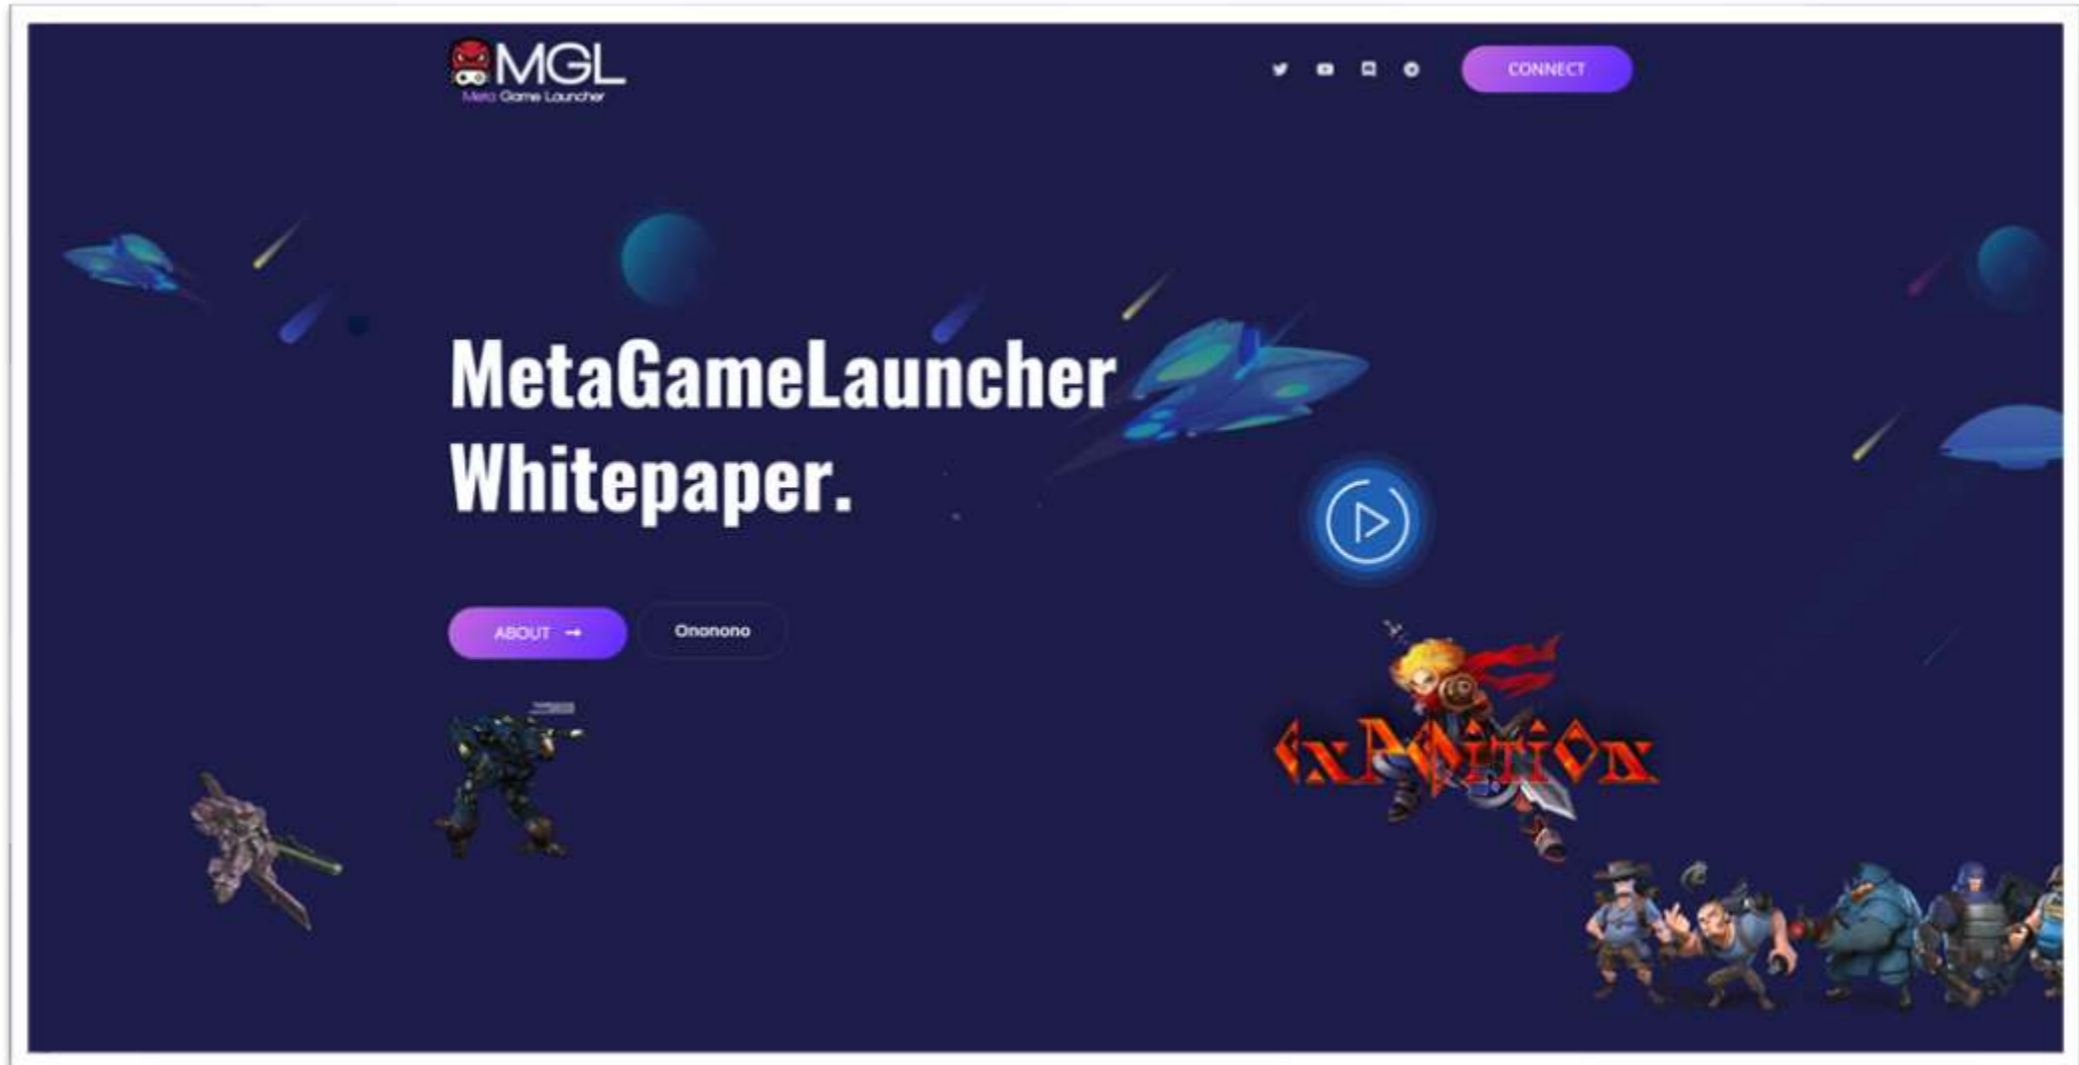 MGL
Meta Game Launcher
CONNECT
MetaGameLauncher
Whitepaper.
ABOUT
Ononono